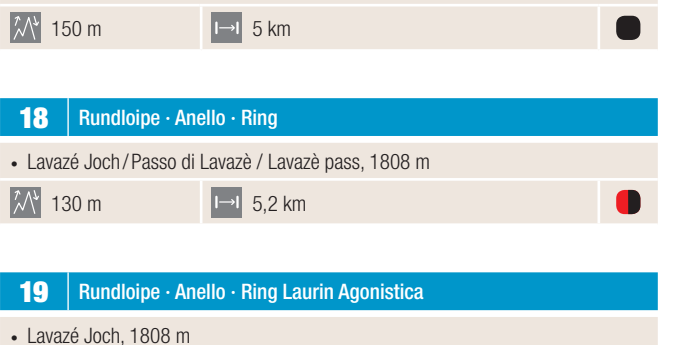 150 m 5 km
18 Rundloipe · Anello · Ring
• Lavazé Joch/Passo di Lavazè / Lavazè pass, 1808 m
130 m 5,2 km
19 Rundloipe · Anello · Ring Laurin Agonistica
• Lavazé Joch, 1808 m